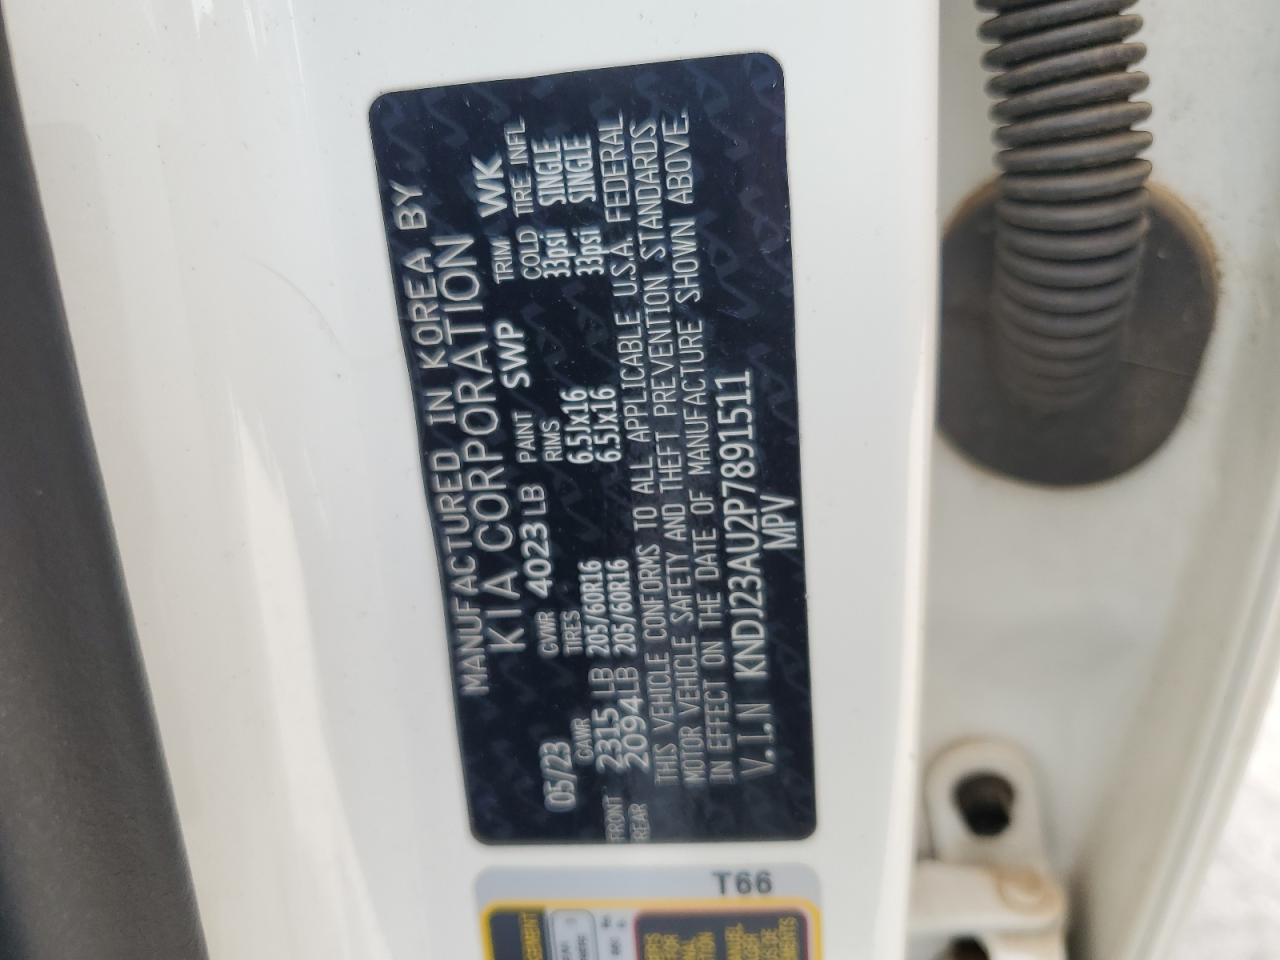 MANUFACTURED IN KOREA BY
KIA CORPORATION
05/23 GVWR 4023 LB PAINT SWP TRIM WK
GAWR TIRES RIMS COLD TIRE INFL
FRONT 2315 LB 205/60R16 6.5Jx16 33psi SINGLE
REAR 2094LB 205/60R16 6.5Jx16 33psi SINGLE
THIS VEHICLE CONFORMS TO ALL APPLICABLE U.S.A. FEDERAL
MOTOR VEHICLE SAFETY AND THEFT PREVENTION STANDARDS
IN EFFECT ON THE DATE OF MANUFACTURE SHOWN ABOVE.
V.I.N KNDJ23AU2P7891511
MPV
T66